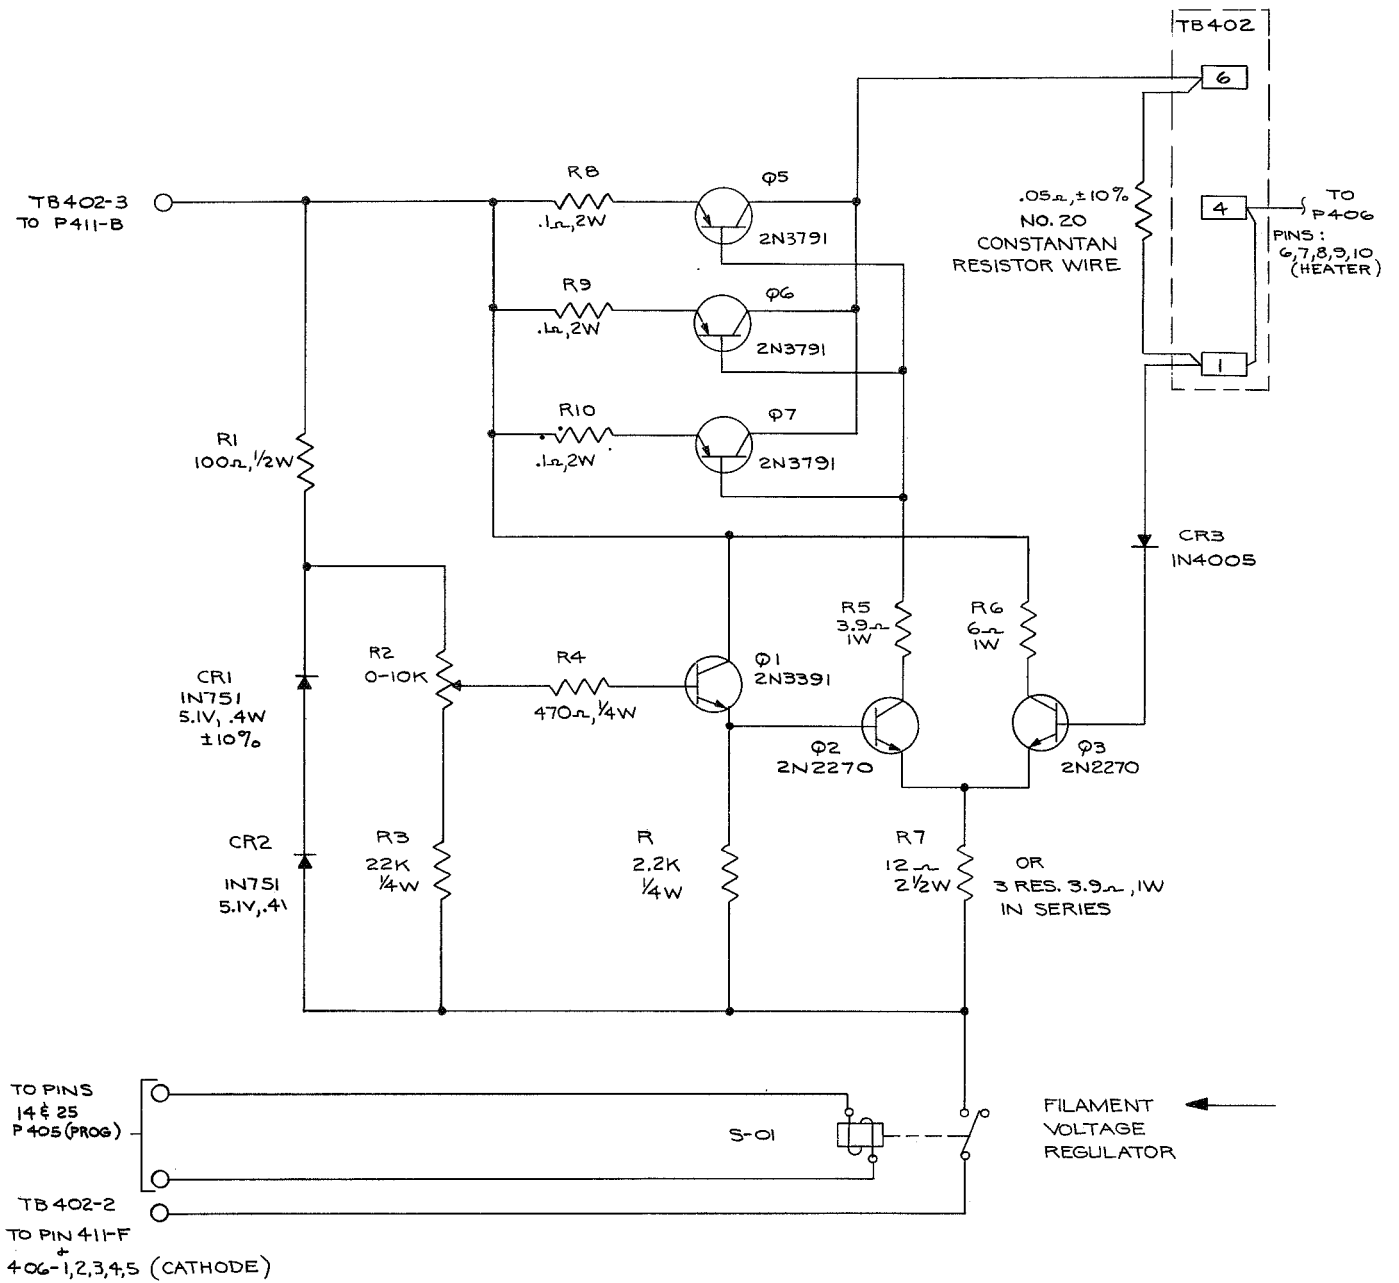 TB402
6
TB402-3
TO P411-B
R8
.1Ω,2W
Q5
2N3791
.05Ω,±10%
NO. 20
CONSTANTAN
RESISTOR WIRE
4
TO
P406
PINS:
6,7,8,9,10
(HEATER)
R9
.1Ω,2W
Q6
2N3791
1
R10
.1Ω,2W
Q7
2N3791
R1
100Ω,1/2W
CR3
1N4005
R5
3.9Ω
1W
R6
6Ω
1W
CR1
1N751
5.1V, .4W
±10%
R2
0-10K
R4
470Ω,1/4W
Q1
2N3391
Q2
2N2270
Q3
2N2270
CR2
1N751
5.1V,.4
R3
22K
1/4W
R
2.2K
1/4W
R7
12Ω
2 1/2W
OR
3 RES. 3.9Ω,1W
IN SERIES
TO PINS
14 & 25
P405(PROG)
S-01
FILAMENT
VOLTAGE
REGULATOR
TB402-2
TO PIN 411-F
&
406-1,2,3,4,5 (CATHODE)